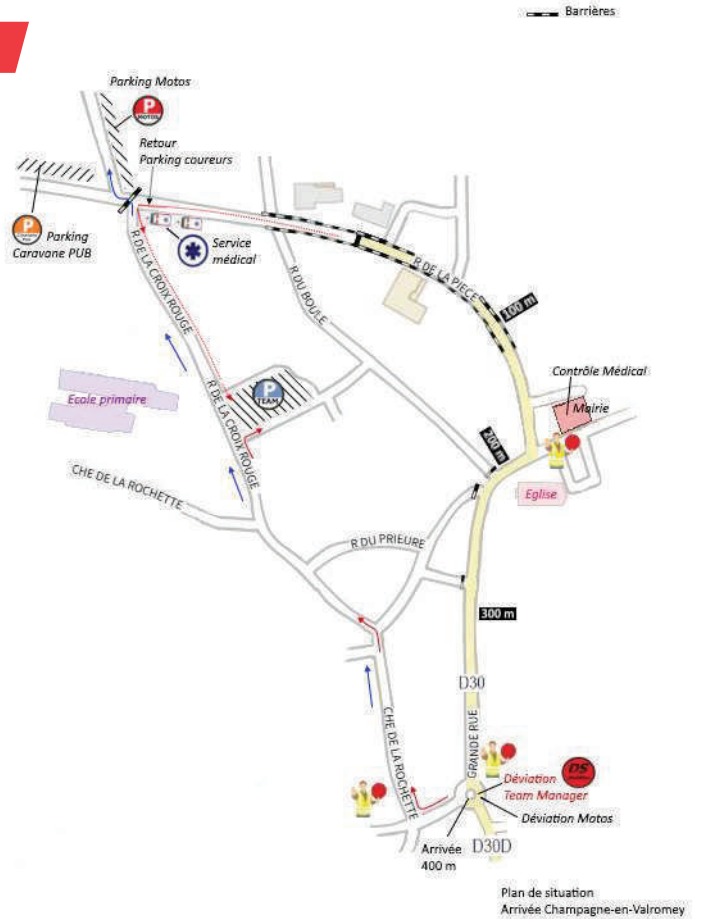 Barrières
Parking Motos
P
MOTOS
Retour
Parking coureurs
P
Parking
Caravane PUB
Service
médical
R DE LA CROIX ROUGE
R DU BOULE
R DE LA PIECE
100 m
Contrôle Médical
Mairie
Ecole primaire
P
TEAM
R DE LA CROIX ROUGE
200 m
Eglise
CHE DE LA ROCHETTE
R DU PRIEURE
300 m
D30
GRANDE RUE
CHE DE LA ROCHETTE
DS
Déviation
Team Manager
Déviation Motos
Arrivée
400 m
D30D
Plan de situation
Arrivée Champagne-en-Valromey